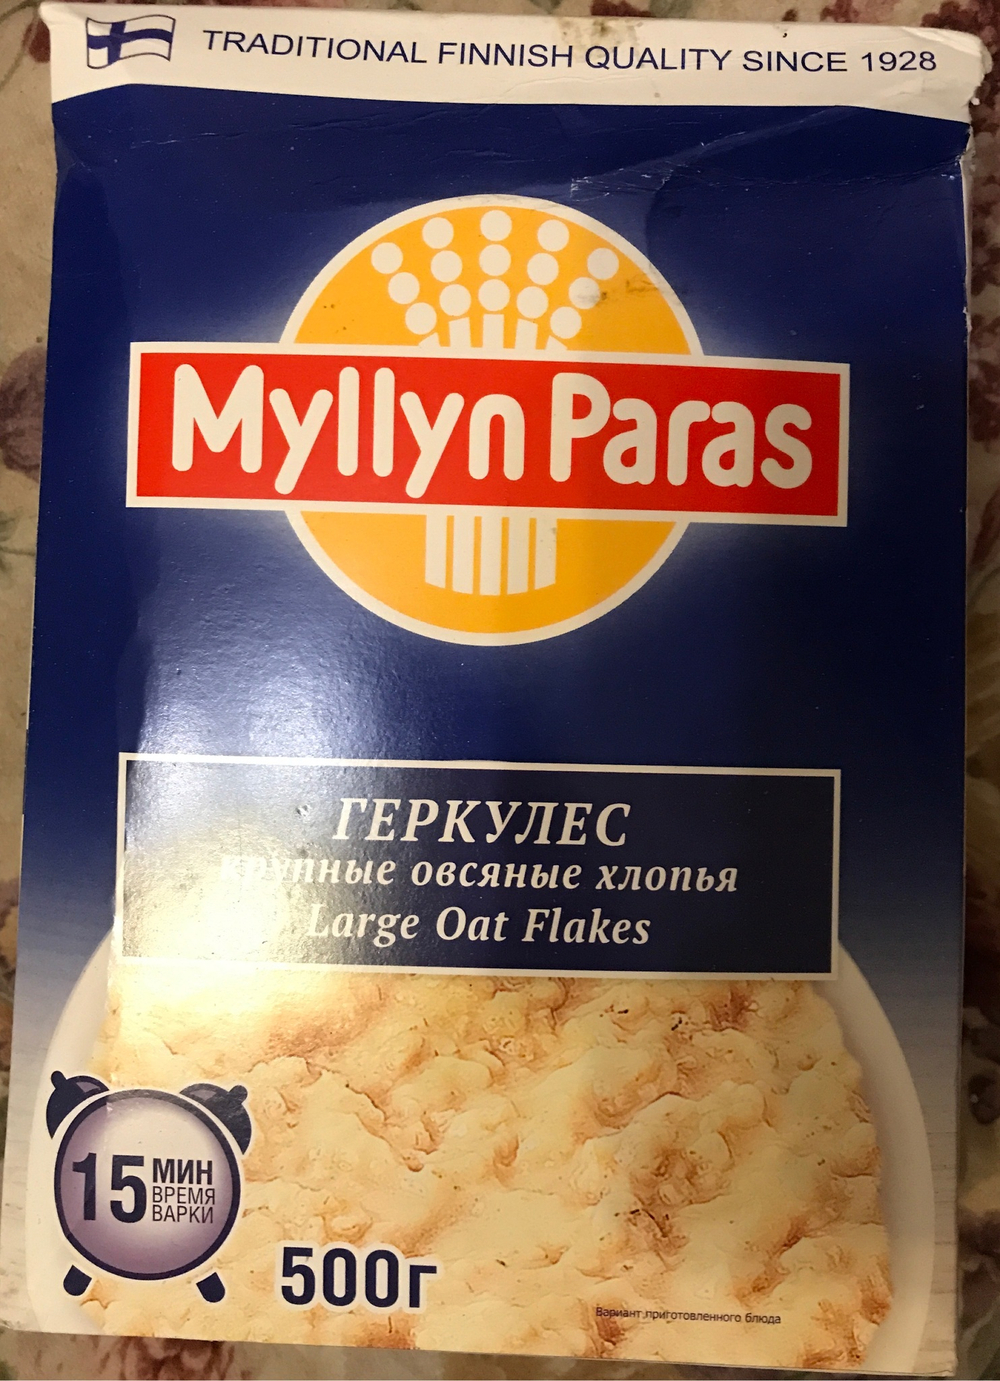 TRADITIONAL FINNISH QUALITY SINCE 1928
Myllyn Paras
ГЕРКУЛЕС
крупные овсяные хлопья
Large Oat Flakes
15 МИН
ВРЕМЯ
ВАРКИ
500г
Вариант приготовленного блюда